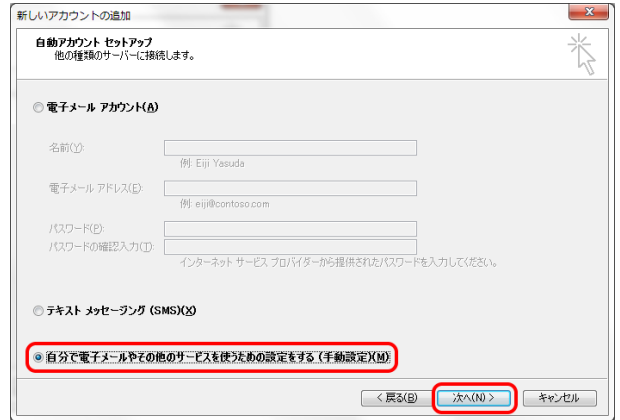 新しいアカウントの追加
自動アカウント セットアップ
他の種類のサーバーに接続します。
電子メール アカウント(A)
名前(Y):
例: Eiji Yasuda
電子メール アドレス(E):
例: eiji@contoso.com
パスワード(P):
パスワードの確認入力(T):
インターネット サービス プロバイダーから提供されたパスワードを入力してください。
テキスト メッセージング (SMS)(X)
自分で電子メールやその他のサービスを使うための設定をする (手動設定)(M)
< 戻る(B) 次へ(N) > キャンセル